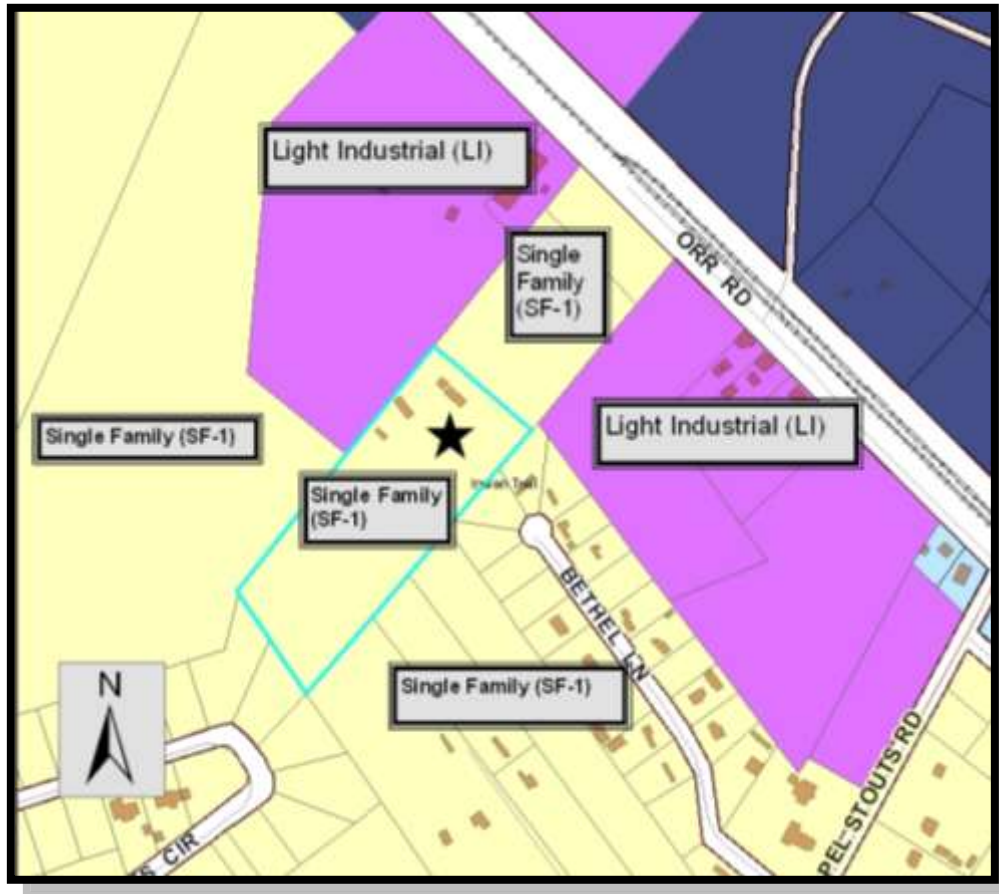 Light Industrial (LI)
Single
Family
(SF-1)
ORR RD
Light Industrial (LI)
Single Family (SF-1)
Single Family
(SF-1)
Trail
BETHEL LN
Single Family (SF-1)
N
PEL STOUTS RD
S CIR